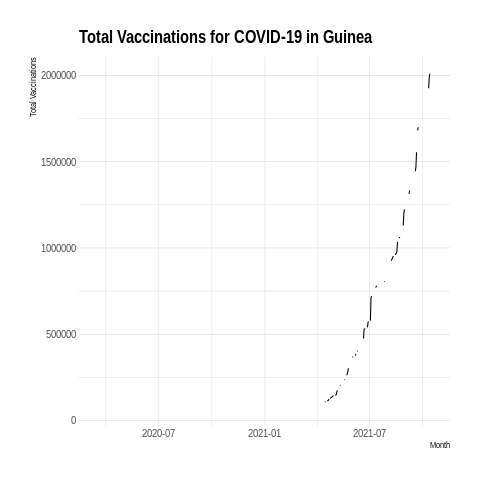 Total Vaccinations for COVID-19 in Guinea
Total Vaccinations
2000000
1500000
1000000
500000
0
2020-07
2021-01
2021-07
Month